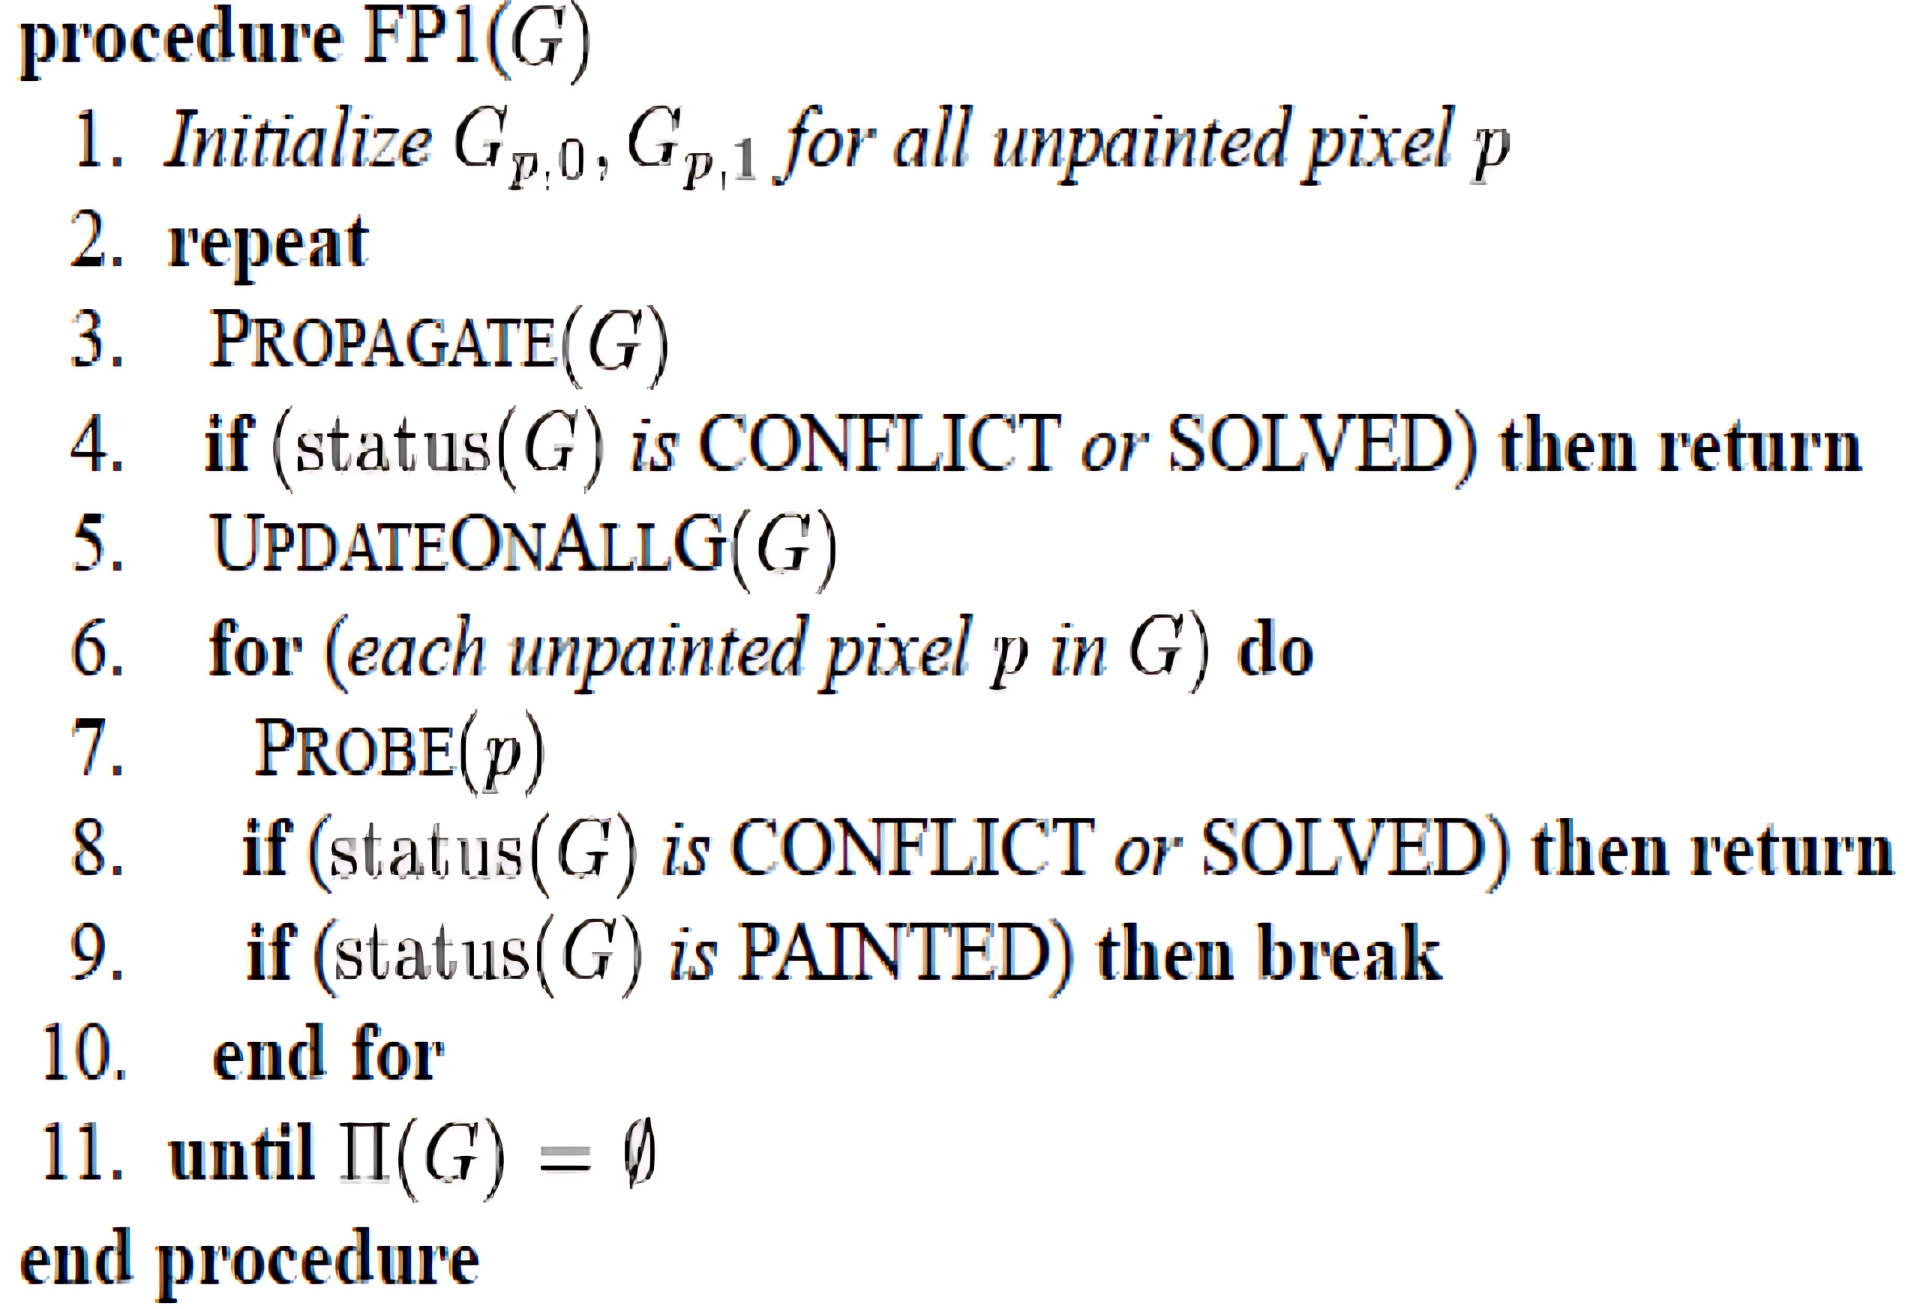 procedure FP1(G)
1. Initialize G_{p,0}, G_{p,1} for all unpainted pixel p
2. repeat
3. PROPAGATE(G)
4. if (status(G) is CONFLICT or SOLVED) then return
5. UPDATEONALLG(G)
6. for (each unpainted pixel p in G) do
7. PROBE(p)
8. if (status(G) is CONFLICT or SOLVED) then return
9. if (status(G) is PAINTED) then break
10. end for
11. until Π(G) = ∅
end procedure